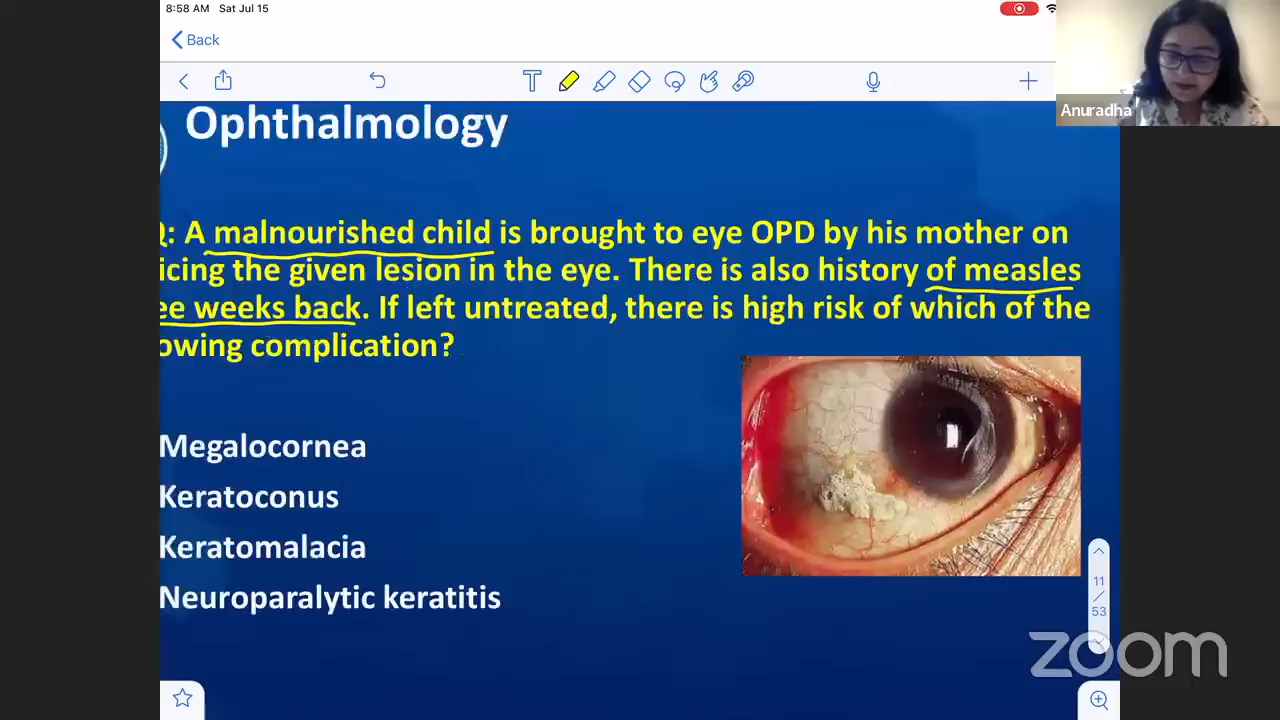 8:58 AM Sat Jul 15
Back
Anuradha
Ophthalmology
Q: A malnourished child is brought to eye OPD by his mother on
icing the given lesion in the eye. There is also history of measles
ee weeks back. If left untreated, there is high risk of which of the
owing complication?
Megalocornea
Keratoconus
Keratomalacia
Neuroparalytic keratitis
11
/
53
zoom